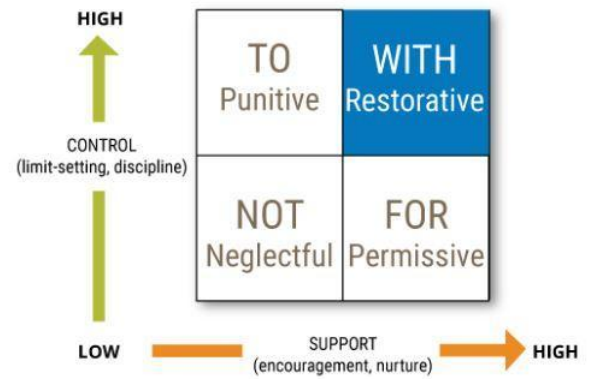 HIGH
TO
Punitive
WITH
Restorative
CONTROL
(limit-setting, discipline)
NOT
Neglectful
FOR
Permissive
LOW
SUPPORT
(encouragement, nurture)
HIGH